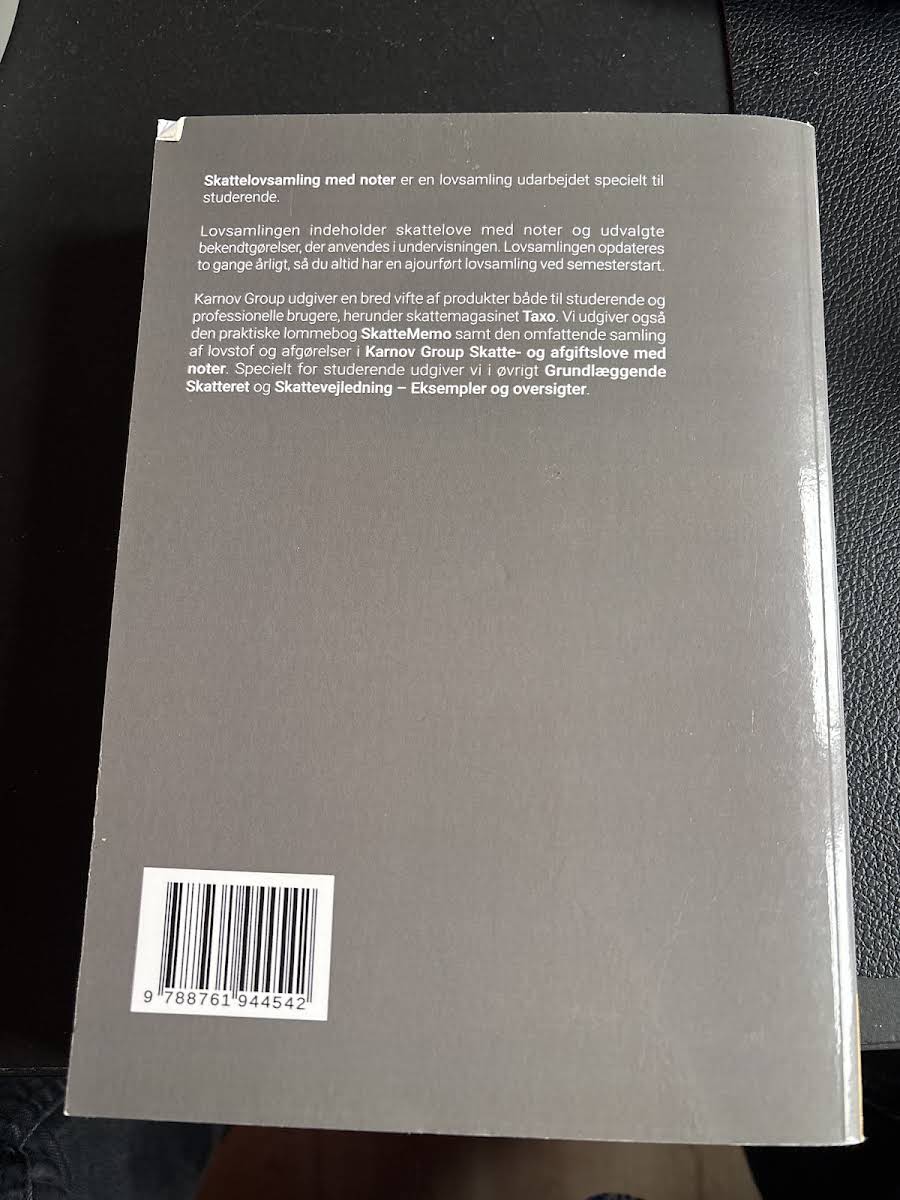 Skattelovsamling med noter er en lovsamling udarbejdet specielt til
studerende.
Lovsamlingen indeholder skattelove med noter og udvalgte
bekendtgørelser, der anvendes i undervisningen. Lovsamlingen opdateres
to gange årligt, så du altid har en ajourført lovsamling ved semesterstart.
Karnov Group udgiver en bred vifte af produkter både til studerende og
professionelle brugere, herunder skattemagasinet Taxo. Vi udgiver også
den praktiske lommebog SkatteMemo samt den omfattende samling
af lovstof og afgørelser i Karnov Group Skatte- og afgiftslove med
noter. Specielt for studerende udgiver vi i øvrigt Grundlæggende
Skatteret og Skattevejledning – Eksempler og oversigter.
9 788761 944542